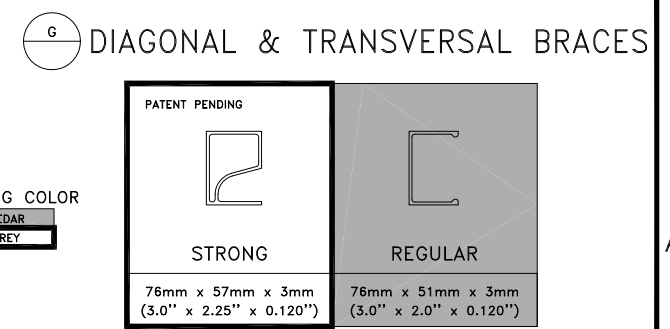 G
DIAGONAL & TRANSVERSAL BRACES
PATENT PENDING
STRONG
76mm x 57mm x 3mm
(3.0" x 2.25" x 0.120")
REGULAR
76mm x 51mm x 3mm
(3.0" x 2.0" x 0.120")
G COLOR
EDAR
REY